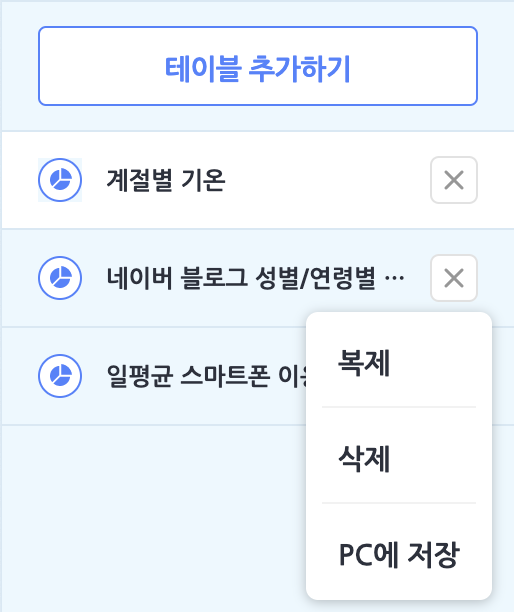 테이블 추가하기
계절별 기온
네이버 블로그 성별/연령별 ···
일평균 스마트폰
복제
삭제
PC에 저장